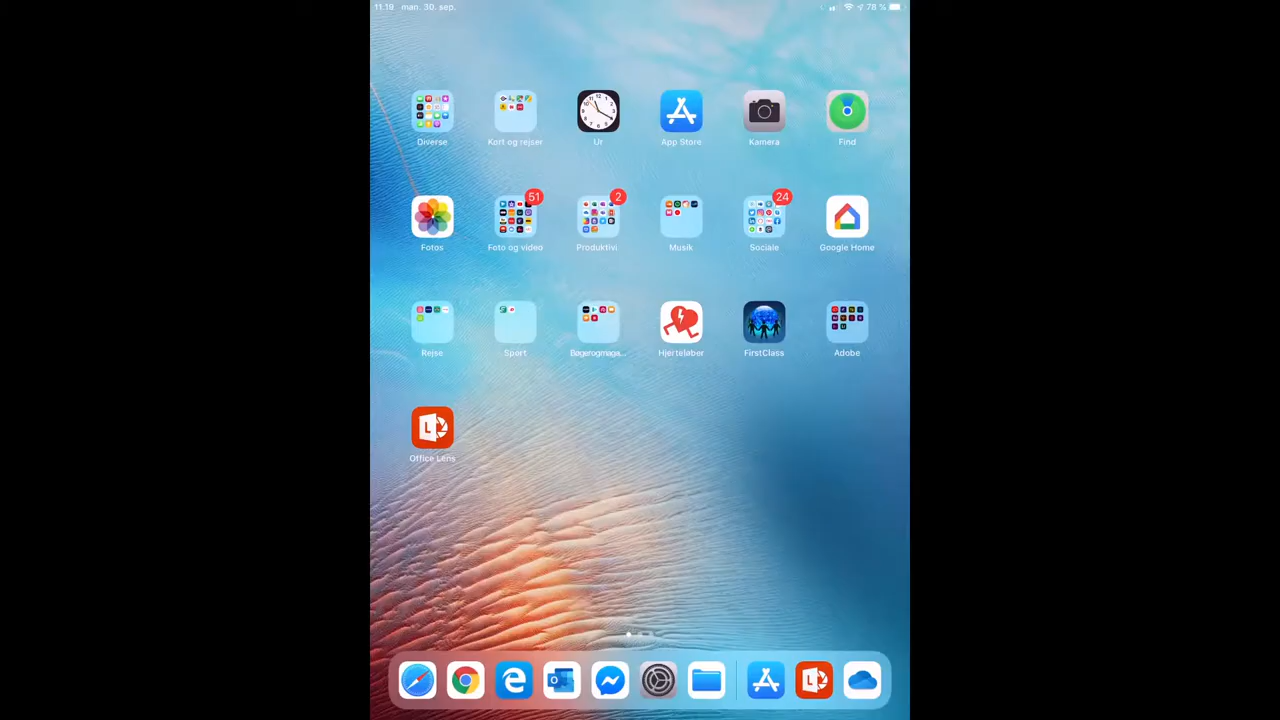 11.19 man. 30. sep. 78 %
Diverse Kort og rejser Ur App Store Kamera Find
51 2 24
Fotos Foto og video Produktivi Musik Sociale Google Home
Rejse Sport Bøgerogmaga... Hjerteløber FirstClass Adobe
Office Lens